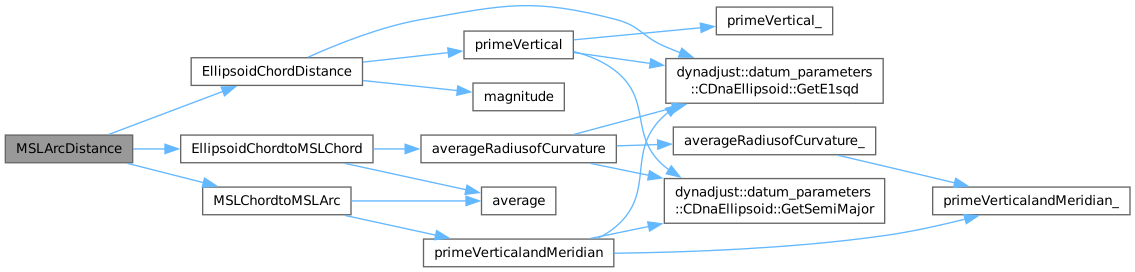 MSLArcDistance
EllipsoidChordDistance
EllipsoidChordtoMSLChord
MSLChordtoMSLArc
primeVertical
magnitude
averageRadiusofCurvature
average
primeVerticalandMeridian
primeVertical_
dynadjust::datum_parameters
::CDnaEllipsoid::GetE1sqd
averageRadiusofCurvature_
dynadjust::datum_parameters
::CDnaEllipsoid::GetSemiMajor
primeVerticalandMeridian_